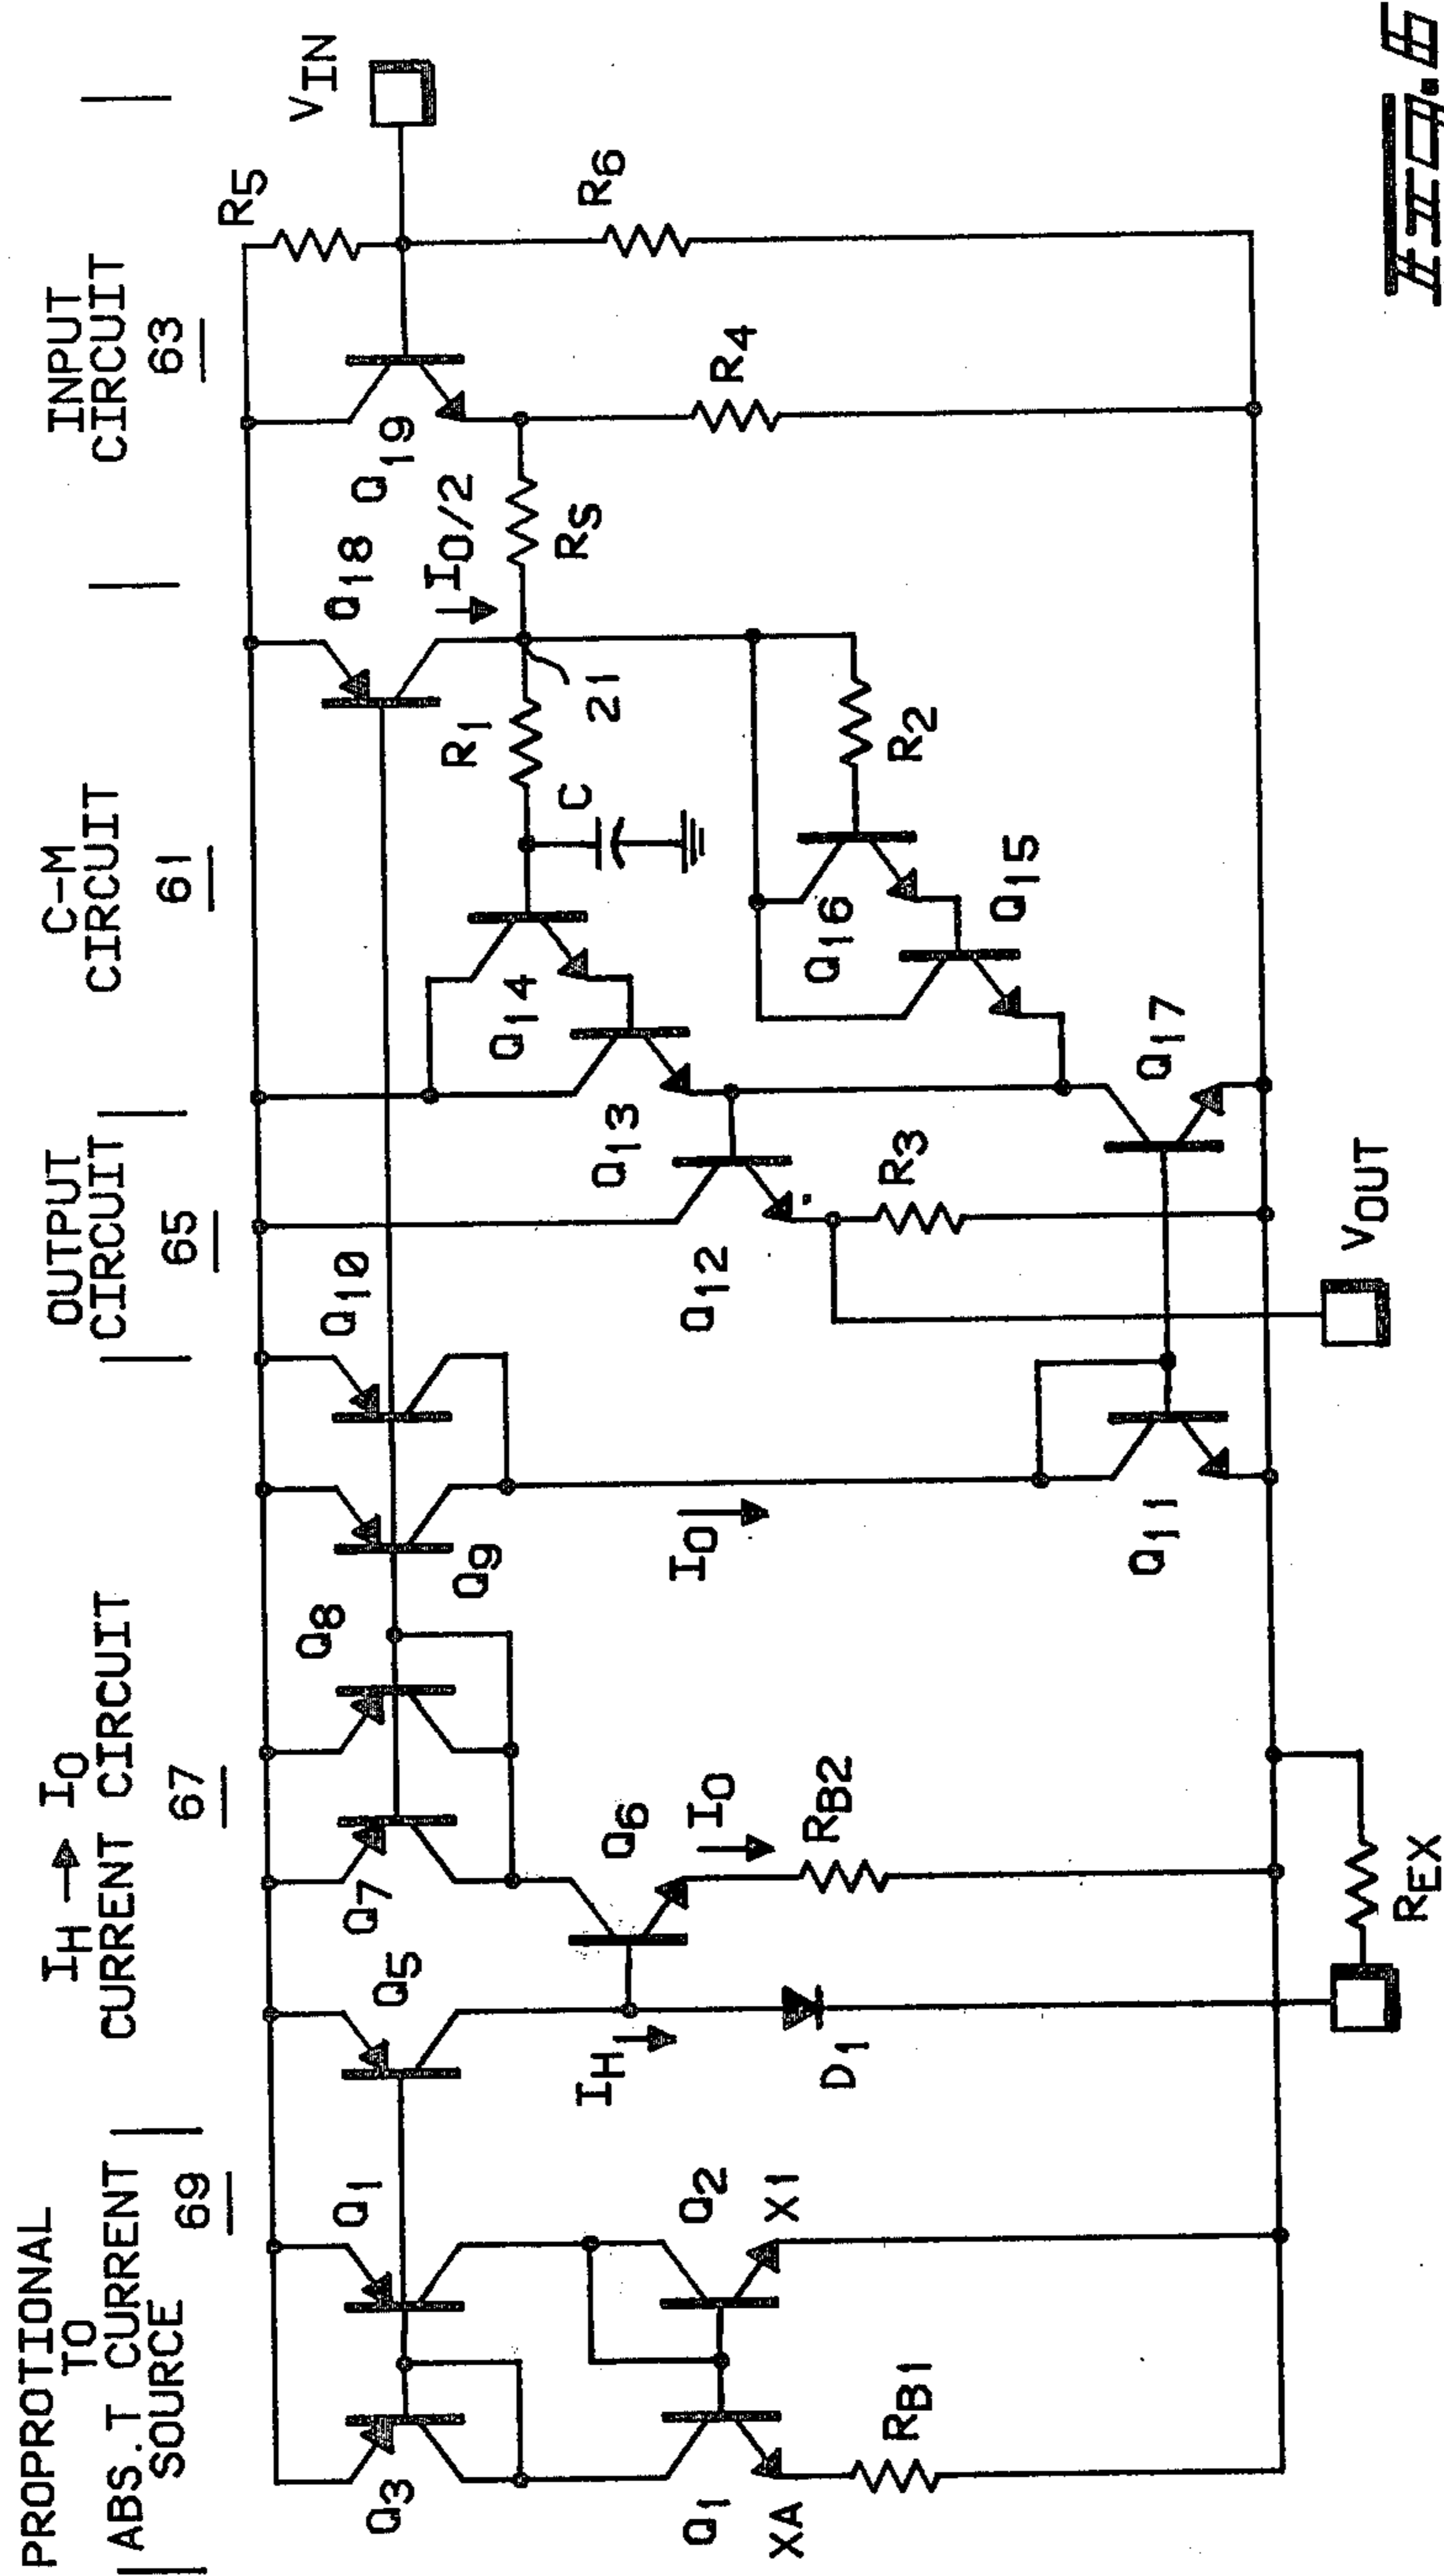 PROPROTIONAL
TO
ABS.T CURRENT
SOURCE
69
IH → IO
CURRENT CIRCUIT
67
OUTPUT
CIRCUIT
65
C-M
CIRCUIT
61
INPUT
CIRCUIT
63
Q3
Q1
Q5
Q7
Q8
Q9
Q10
Q18
Q19
R5
VIN
Q1
XA
Q2
X1
RB1
IH
D1
Q6
IO
RB2
IO
Q11
Q12
Q13
R3
Q14
C
R1
21
IO/2
RS
R4
R6
Q16
Q15
R2
Q17
REX
VOUT
FIG. 6